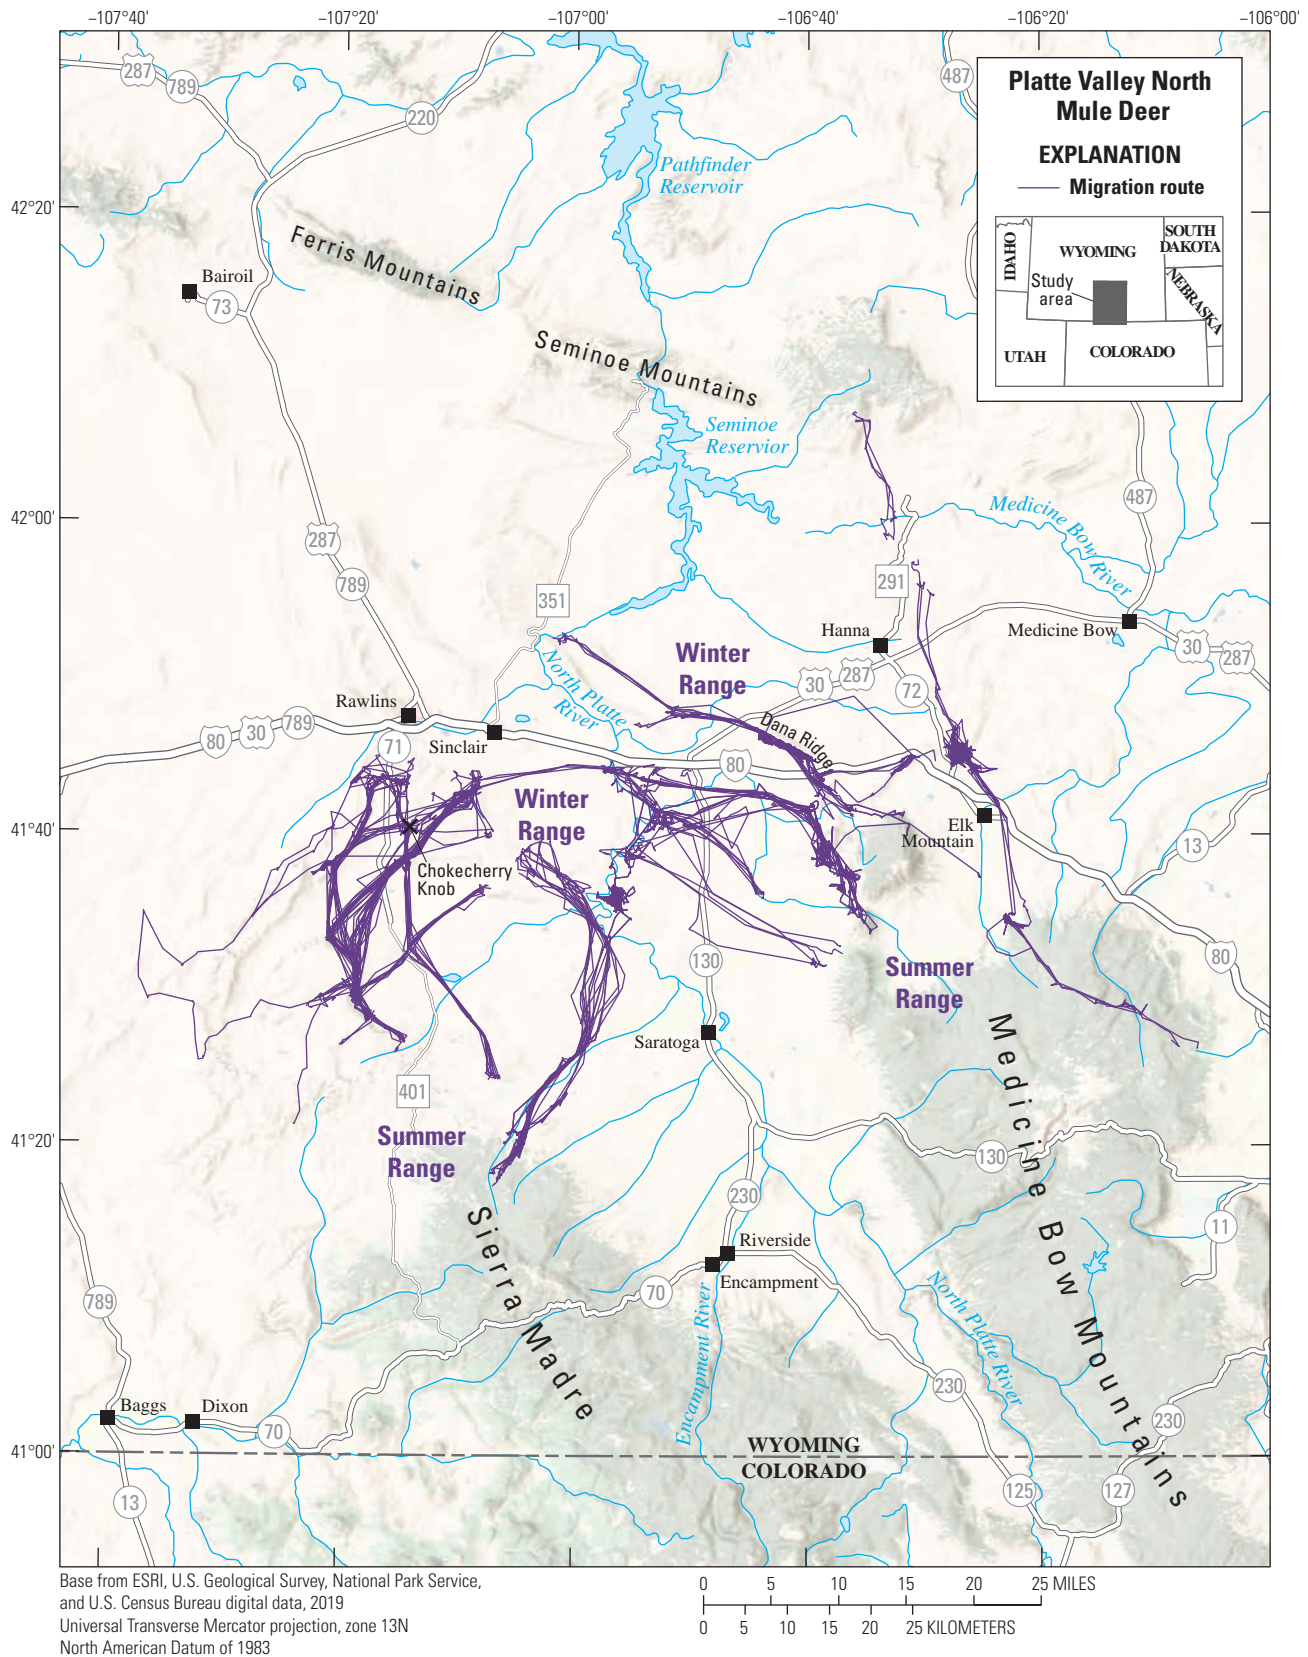 –107°40'
–107°20'
–107°00'
–106°40'
–106°20'
–106°00'
287
789
220
487
Platte Valley North
Mule Deer
EXPLANATION
Migration route
IDAHO
WYOMING
SOUTH
DAKOTA
NEBRASKA
Study
area
UTAH
COLORADO
Pathfinder
Reservoir
42°20'
Ferris Mountains
Bairoil
73
Seminoe Mountains
Seminoe
Reservior
42°00'
Medicine Bow
River
487
287
789
351
291
Hanna
Medicine Bow
30
287
Winter
Range
30
287
72
North Platte
River
Rawlins
Sinclair
80
30
789
71
Dana Ridge
80
Winter
Range
41°40'
Elk
Mountain
13
Chokecherry
Knob
130
Summer
Range
80
Saratoga
401
Medicine Bow Mountains
41°20'
Summer
Range
130
230
11
Sierra Madre
Riverside
Encampment
70
789
Encampment River
North Platte River
230
Baggs
Dixon
70
230
41°00'
WYOMING
COLORADO
13
125
127
Base from ESRI, U.S. Geological Survey, National Park Service,
and U.S. Census Bureau digital data, 2019
Universal Transverse Mercator projection, zone 13N
North American Datum of 1983
0 5 10 15 20 25 MILES
0 5 10 15 20 25 KILOMETERS